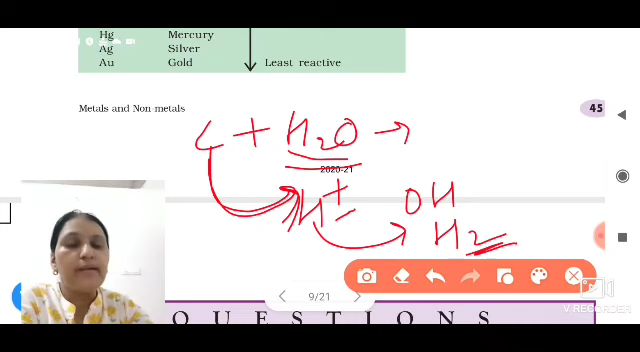 Hg Mercury
Ag Silver
Au Gold Least reactive
Metals and Non-metals 45
+ H2O →
2020-21
H+ OH
H2
9/21
QUESTIONS
V.RECORDER